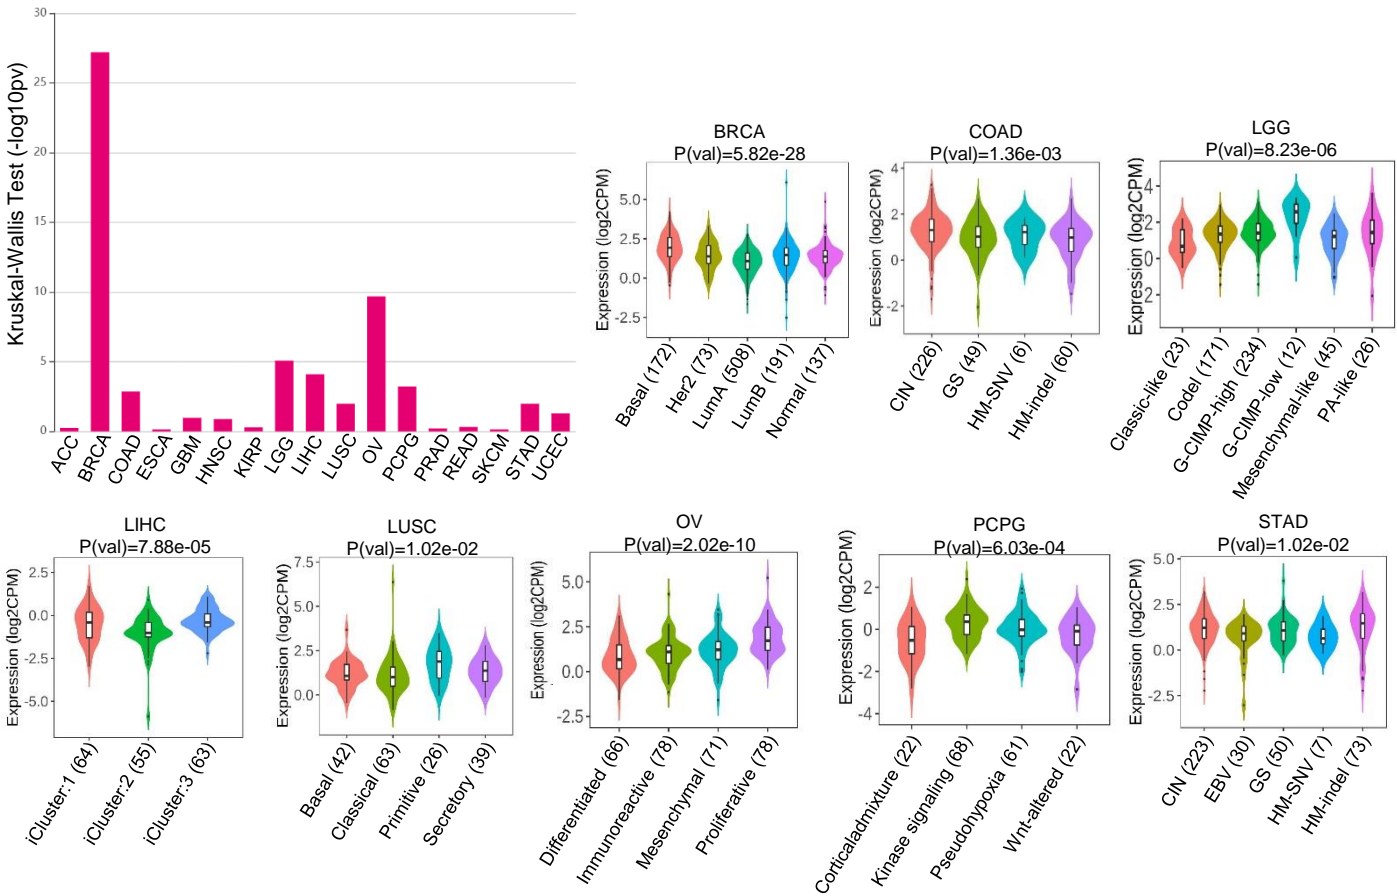 Kruskal-Wallis Test (-log10pv)
30
25
20
15
10
5
0
ACC
BRCA
COAD
ESCA
GBM
HNSC
KIRP
LGG
LIHC
LUSC
OV
PCPG
PRAD
READ
SKCM
STAD
UCEC
BRCA
P(val)=5.82e-28
Expression (log2CPM)
5.0
2.5
0.0
-2.5
Basal (172)
Her2 (73)
LumA (508)
LumB (191)
Normal (137)
COAD
P(val)=1.36e-03
Expression (log2CPM)
4
2
0
-2
CIN (226)
GS (49)
HM-SNV (6)
HM-indel (60)
LGG
P(val)=8.23e-06
Expression (log2CPM)
4
2
0
2
Classic-like (23)
Codel (171)
G-CIMP-high (234)
G-CIMP-low (12)
Mesenchymal-like (45)
PA-like (26)
LIHC
P(val)=7.88e-05
Expression (log2CPM)
2.5
0.0
-2.5
-5.0
iCluster:1 (64)
iCluster:2 (55)
iCluster:3 (63)
LUSC
P(val)=1.02e-02
Expression (log2CPM)
7.5
5.0
2.5
0.0
Basal (42)
Classical (63)
Primitive (26)
Secretory (39)
OV
P(val)=2.02e-10
Expression (log2CPM)
5.0
2.5
0.0
-2.5
Differentiated (66)
Immunoreactive (78)
Mesenchymal (71)
Proliferative (78)
PCPG
P(val)=6.03e-04
Expression (log2CPM)
2
0
-2
-4
Corticaladmixture (22)
Kinase signaling (68)
Pseudohypoxia (61)
Wnt-altered (22)
STAD
P(val)=1.02e-02
Expression (log2CPM)
5.0
2.5
0.0
-2.5
CIN (223)
EBV (30)
GS (50)
HM-SNV (7)
HM-indel (73)